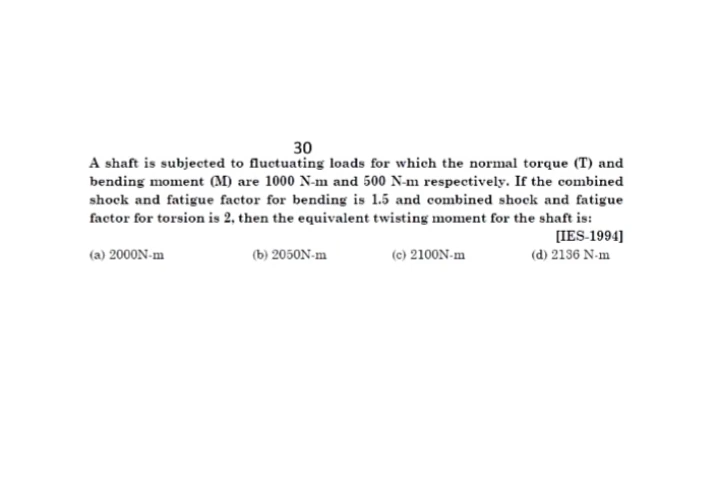 30
A shaft is subjected to fluctuating loads for which the normal torque (T) and
bending moment (M) are 1000 N-m and 500 N-m respectively. If the combined
shock and fatigue factor for bending is 1.5 and combined shock and fatigue
factor for torsion is 2, then the equivalent twisting moment for the shaft is:
[IES-1994]
(a) 2000N-m (b) 2050N-m (c) 2100N-m (d) 2136 N-m